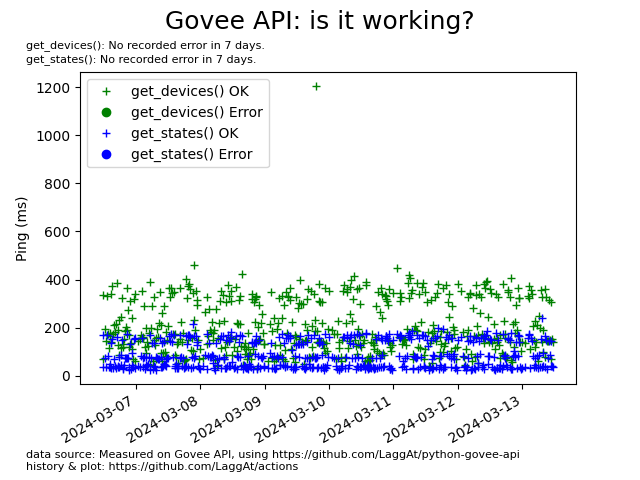 Govee API: is it working?
get_devices(): No recorded error in 7 days.
get_states(): No recorded error in 7 days.
get_devices() OK
get_devices() Error
get_states() OK
get_states() Error
Ping (ms)
1200
1000
800
600
400
200
0
2024-03-07
2024-03-08
2024-03-09
2024-03-10
2024-03-11
2024-03-12
2024-03-13
data source: Measured on Govee API, using https://github.com/LaggAt/python-govee-api
history & plot: https://github.com/LaggAt/actions